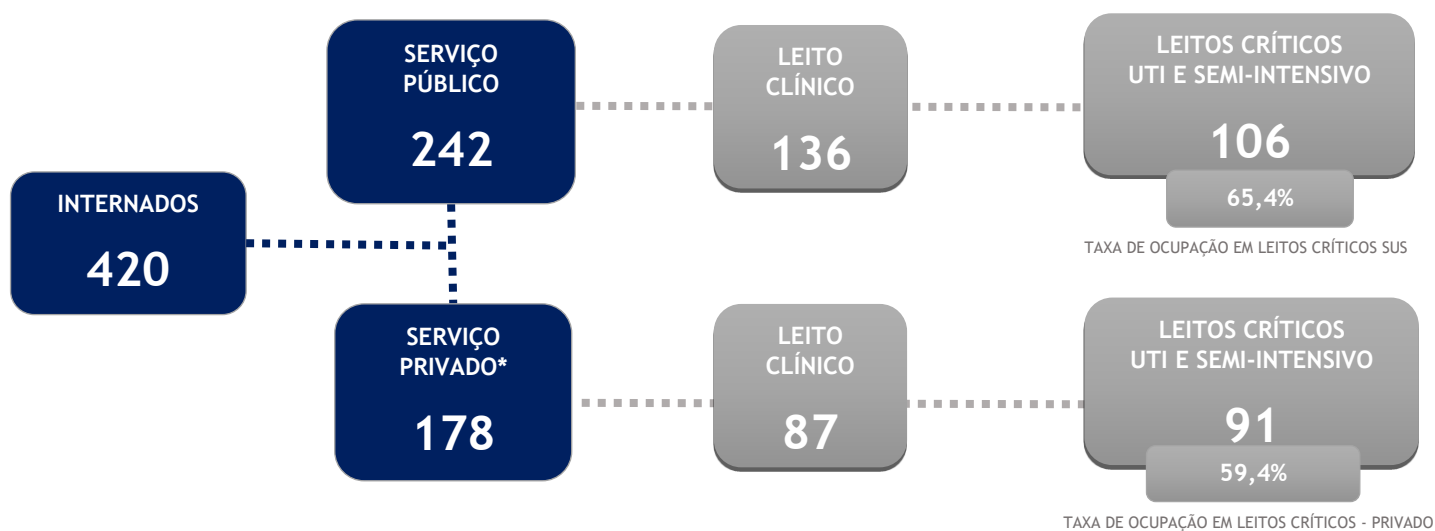 INTERNADOS
420
SERVIÇO
PÚBLICO
242
LEITO
CLÍNICO
136
LEITOS CRÍTICOS
UTI E SEMI-INTENSIVO
106
65,4%
TAXA DE OCUPAÇÃO EM LEITOS CRÍTICOS SUS
SERVIÇO
PRIVADO*
178
LEITO
CLÍNICO
87
LEITOS CRÍTICOS
UTI E SEMI-INTENSIVO
91
59,4%
TAXA DE OCUPAÇÃO EM LEITOS CRÍTICOS - PRIVADO